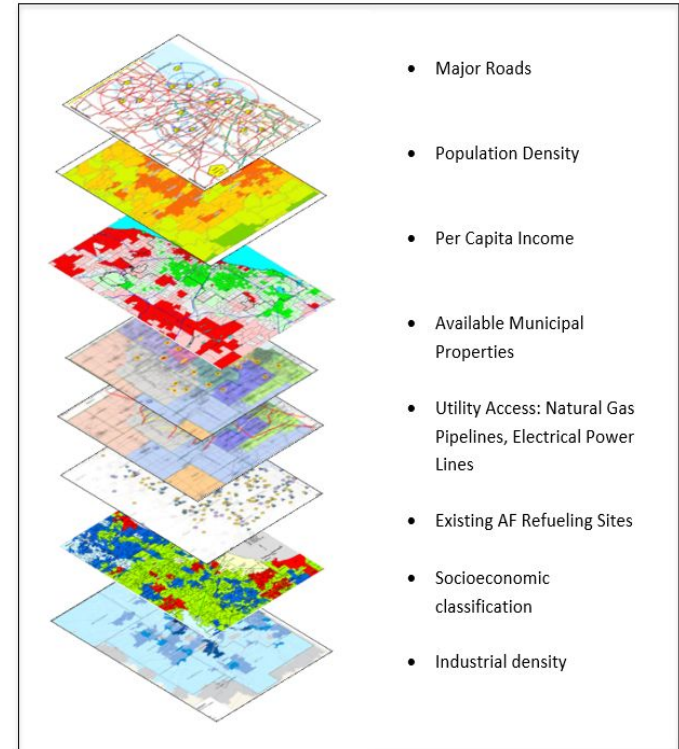 • Major Roads
• Population Density
• Per Capita Income
• Available Municipal
Properties
• Utility Access: Natural Gas
Pipelines, Electrical Power
Lines
• Existing AF Refueling Sites
• Socioeconomic
classification
• Industrial density